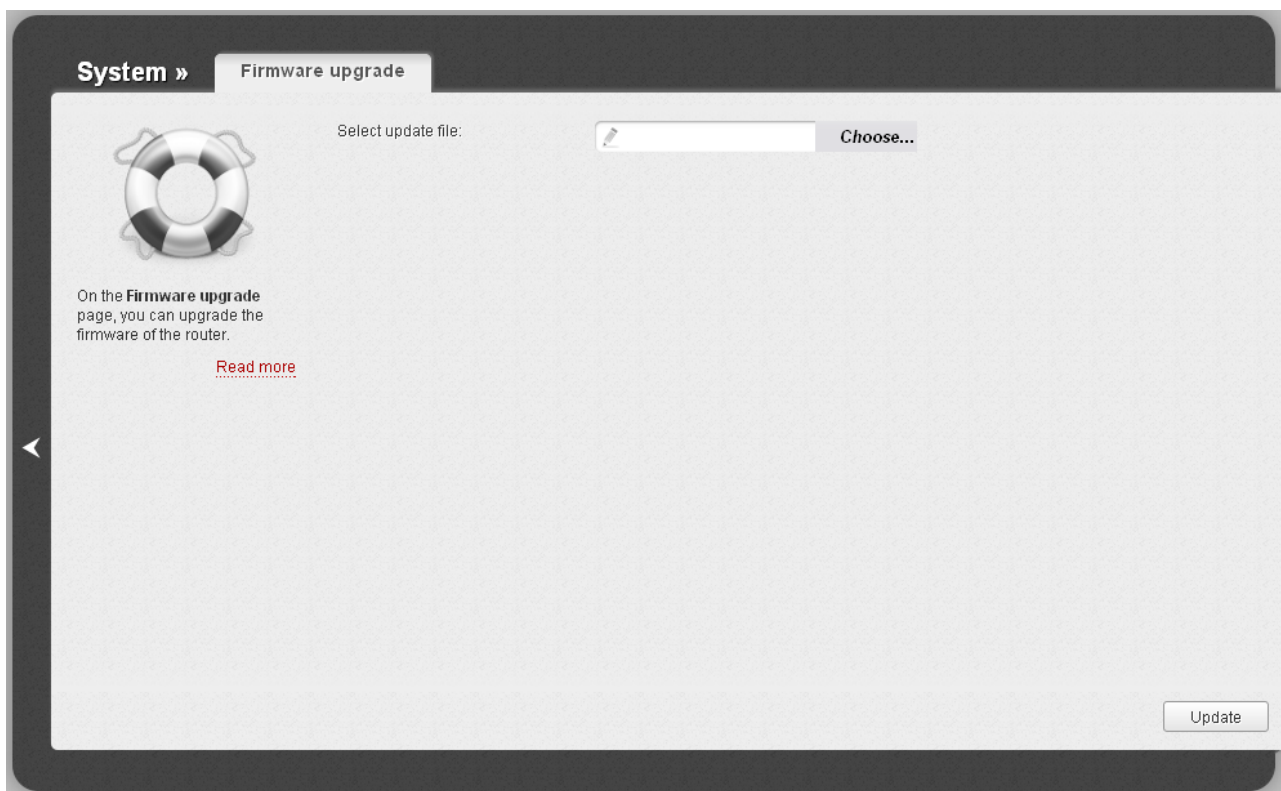 System »
Firmware upgrade
Select update file:
Choose...
On the Firmware upgrade
page, you can upgrade the
firmware of the router.
Read more
Update